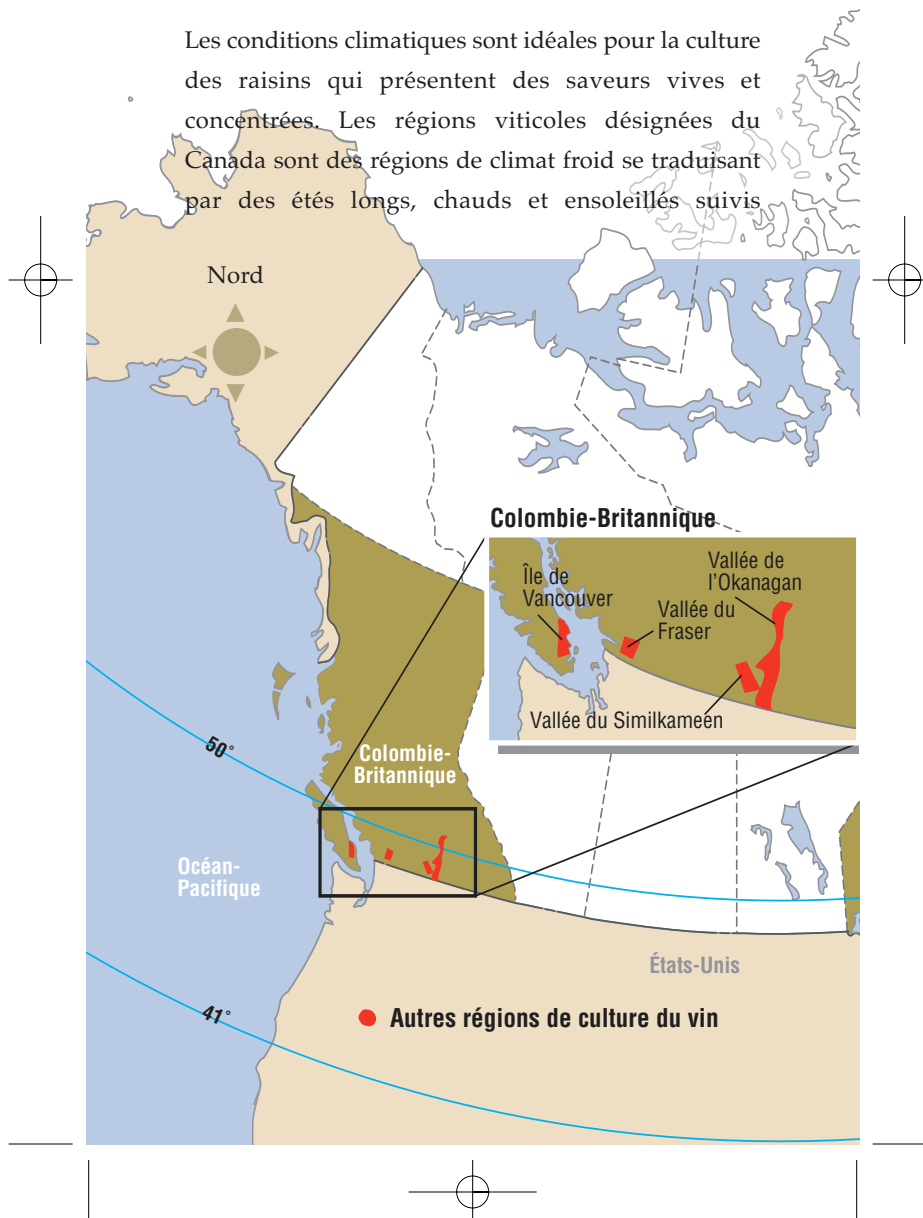 Les conditions climatiques sont idéales pour la culture
des raisins qui présentent des saveurs vives et
concentrées. Les régions viticoles désignées du
Canada sont des régions de climat froid se traduisant
par des étés longs, chauds et ensoleillés suivis
Nord
Colombie-Britannique
Île de
Vancouver
Vallée du
Fraser
Vallée de
l'Okanagan
Vallée du Similkameen
50°
Colombie-
Britannique
Océan-
Pacifique
États-Unis
41°
Autres régions de culture du vin